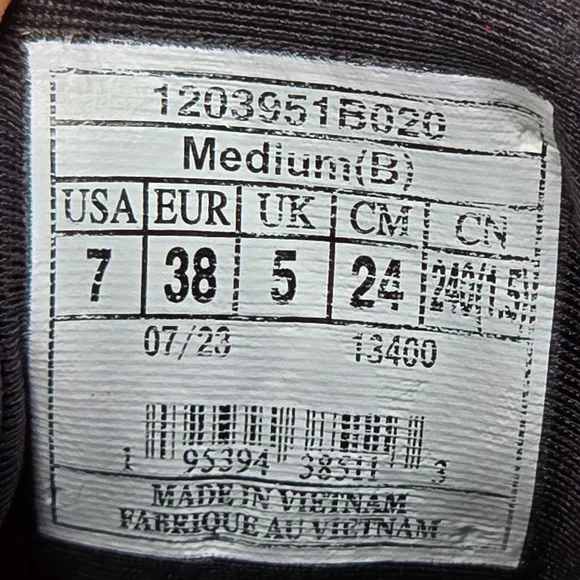 1203951B020
Medium(B)
USA EUR UK CM CN
7 38 5 24 240(1.5)
07/23 13400
1 95394 38511 3
MADE IN VIETNAM
FABRIQUE AU VIETNAM